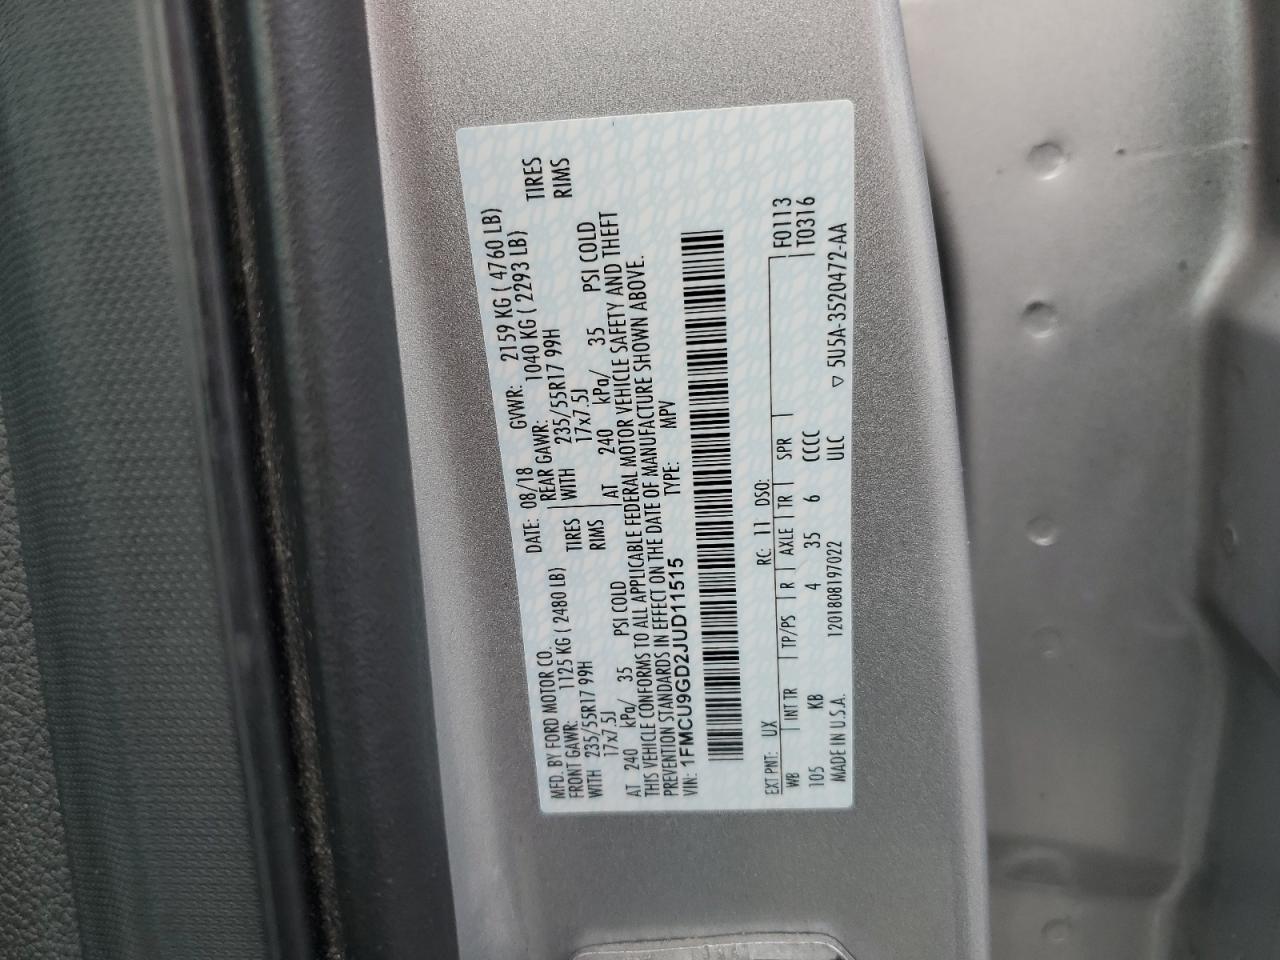 MFD. BY FORD MOTOR CO. DATE: 08/18 GVWR: 2159 KG ( 4760 LB)
FRONT GAWR: 1125 KG ( 2480 LB) REAR GAWR: 1040 KG ( 2293 LB)
WITH 235/55R17 99H TIRES WITH 235/55R17 99H TIRES
17x7.5J RIMS 17x7.5J RIMS
AT 240 kPa/ 35 PSI COLD AT 240 kPa/ 35 PSI COLD
THIS VEHICLE CONFORMS TO ALL APPLICABLE FEDERAL MOTOR VEHICLE SAFETY AND THEFT
PREVENTION STANDARDS IN EFFECT ON THE DATE OF MANUFACTURE SHOWN ABOVE.
VIN: 1FMCU9GD2JUD11515 TYPE: MPV
EXT PNT: UX RC: 11 DSO: F0113
WB INT TR TP/PS R AXLE TR SPR T0316
105 KB 4 35 6 CCCC
MADE IN U.S.A. 1201808197022 ULC ▽ 5U5A-3520472-AA